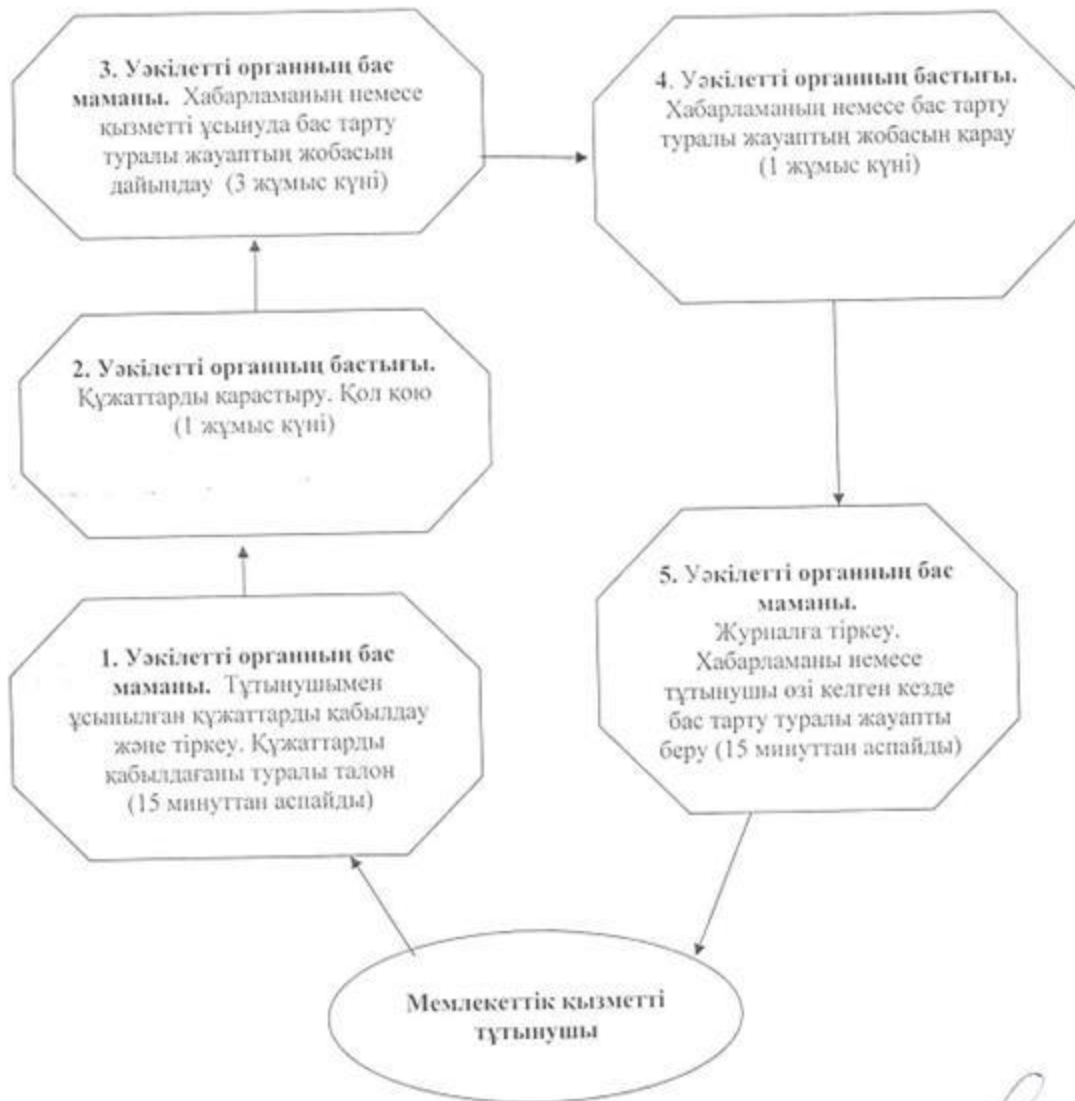 3. Уәкілетті органның бас
маманы. Хабарламаның немесе
қызметті ұсынуда бас тарту
туралы жауаптың жобасын
дайындау (3 жұмыс күні)
4. Уәкілетті органның бастығы.
Хабарламаның немесе бас тарту
туралы жауаптың жобасын қарау
(1 жұмыс күні)
2. Уәкілетті органның бастығы.
Құжаттарды қарастыру. Қол қою
(1 жұмыс күні)
1. Уәкілетті органның бас
маманы. Тұтынушымен
ұсынылған құжаттарды қабылдау
және тіркеу. Құжаттарды
қабылдағаны туралы талон
(15 минуттан аспайды)
5. Уәкілетті органның бас
маманы.
Журналға тіркеу.
Хабарламаны немесе
тұтынушы өзі келген кезде
бас тарту туралы жауапты
беру (15 минуттан аспайды)
Мемлекеттік қызметті
тұтынушы